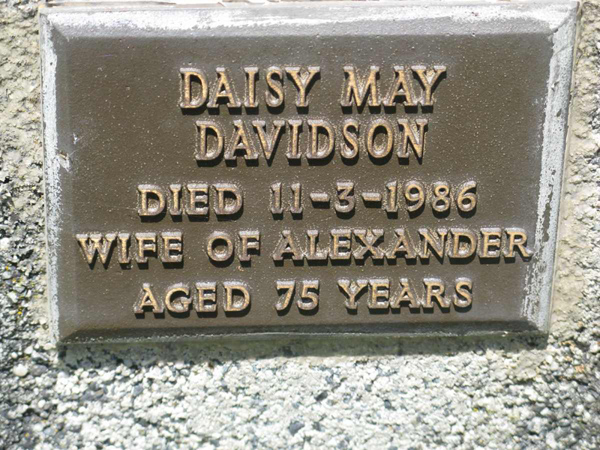 DAISY MAY
DAVIDSON
DIED 11-3-1986
WIFE OF ALEXANDER
AGED 75 YEARS